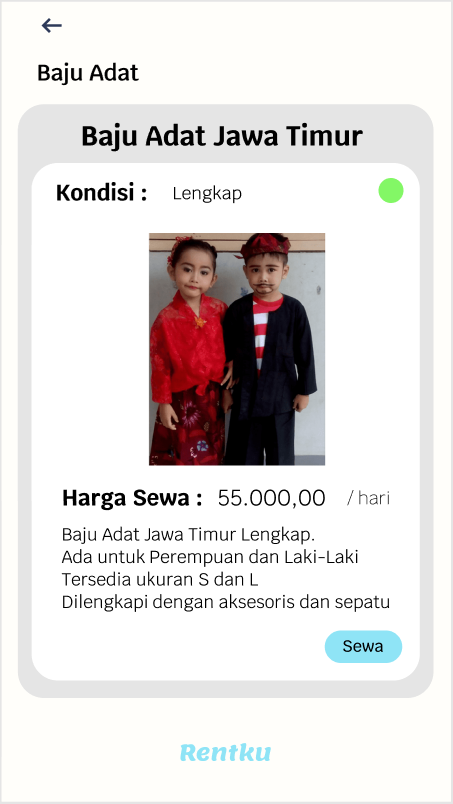 Baju Adat
Baju Adat Jawa Timur
Kondisi : Lengkap
Harga Sewa : 55.000,00 / hari
Baju Adat Jawa Timur Lengkap.
Ada untuk Perempuan dan Laki-Laki
Tersedia ukuran S dan L
Dilengkapi dengan aksesoris dan sepatu
Sewa
Rentku